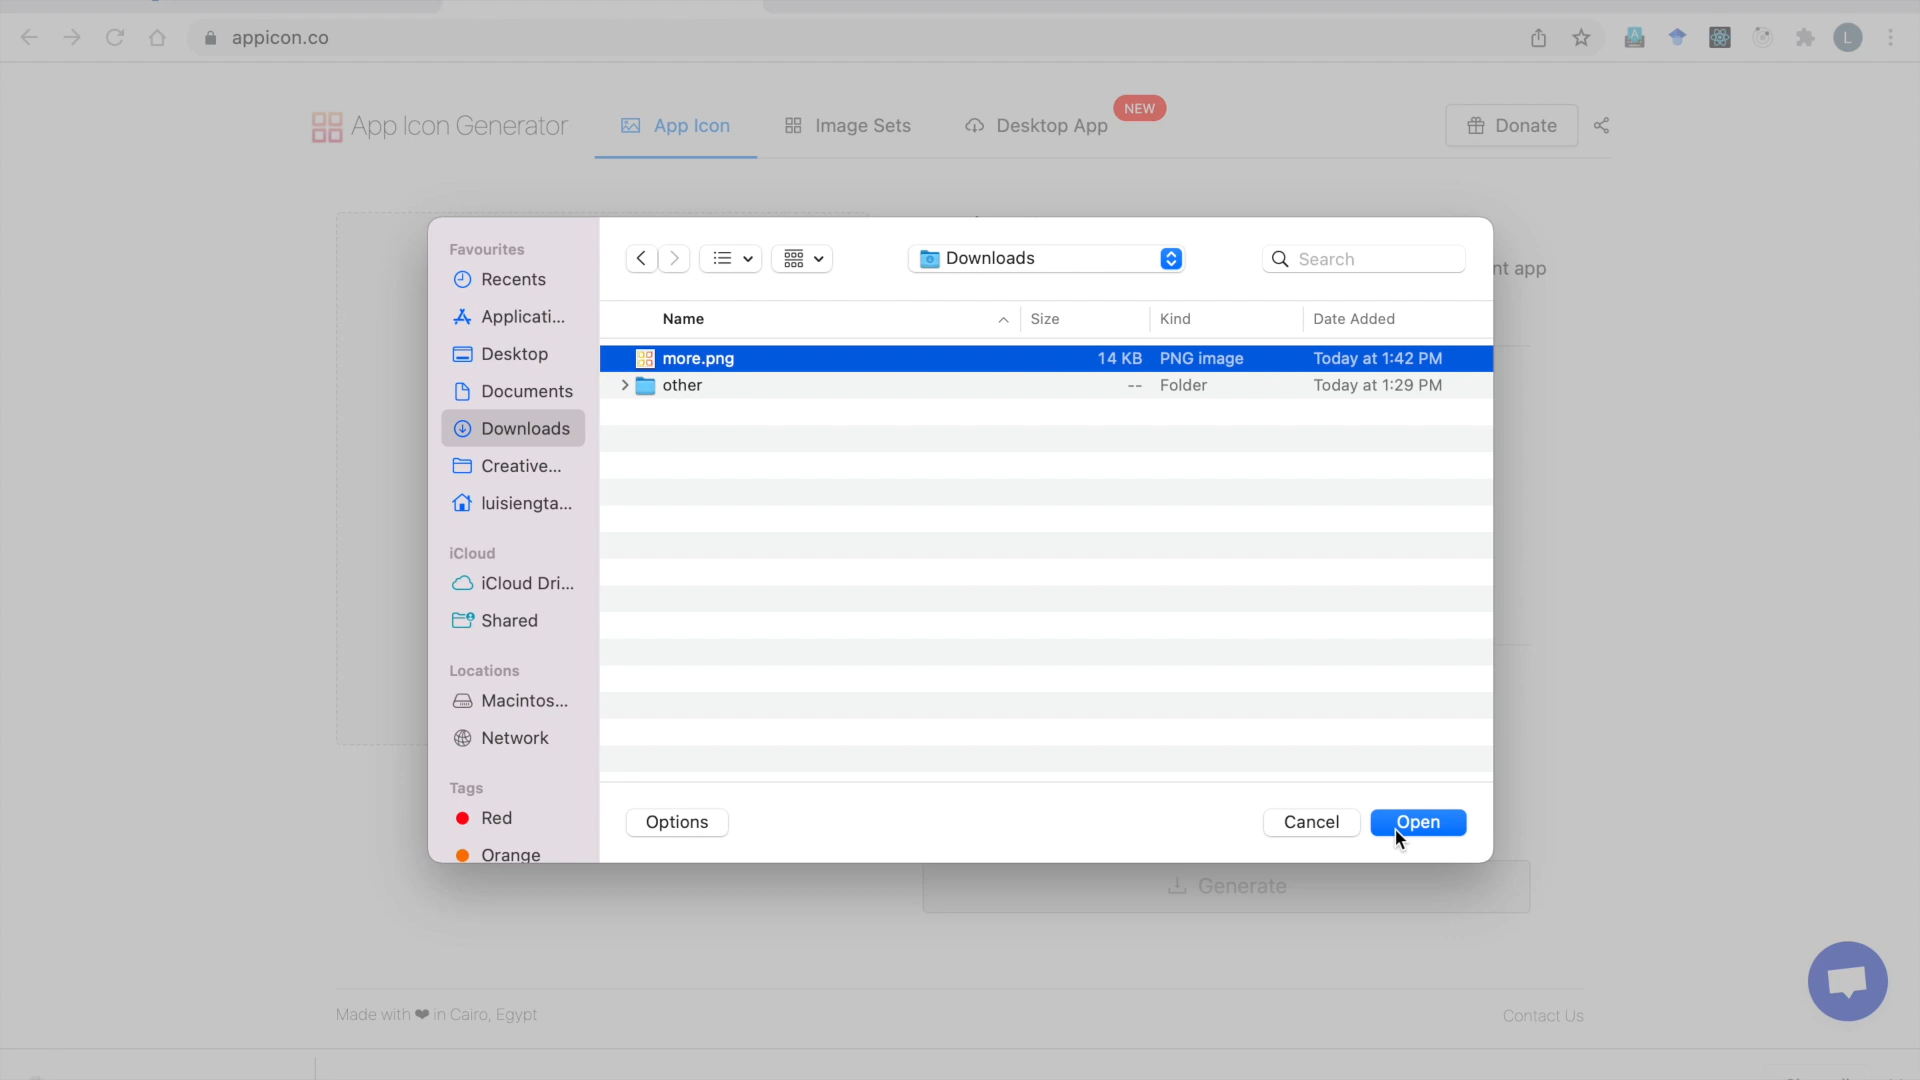 appicon.co
L
App Icon Generator
App Icon
Image Sets
Desktop App
NEW
Donate
nt app
Favourites
Recents
Applicati...
Desktop
Documents
Downloads
Creative...
luisiengta...
iCloud
iCloud Dri...
Shared
Locations
Macintos...
Network
Tags
Red
Orange
Downloads
Search
Name Size Kind Date Added
more.png 14 KB PNG image Today at 1:42 PM
other -- Folder Today at 1:29 PM
Options
Cancel
Open
Generate
Made with ❤ in Cairo, Egypt
Contact Us